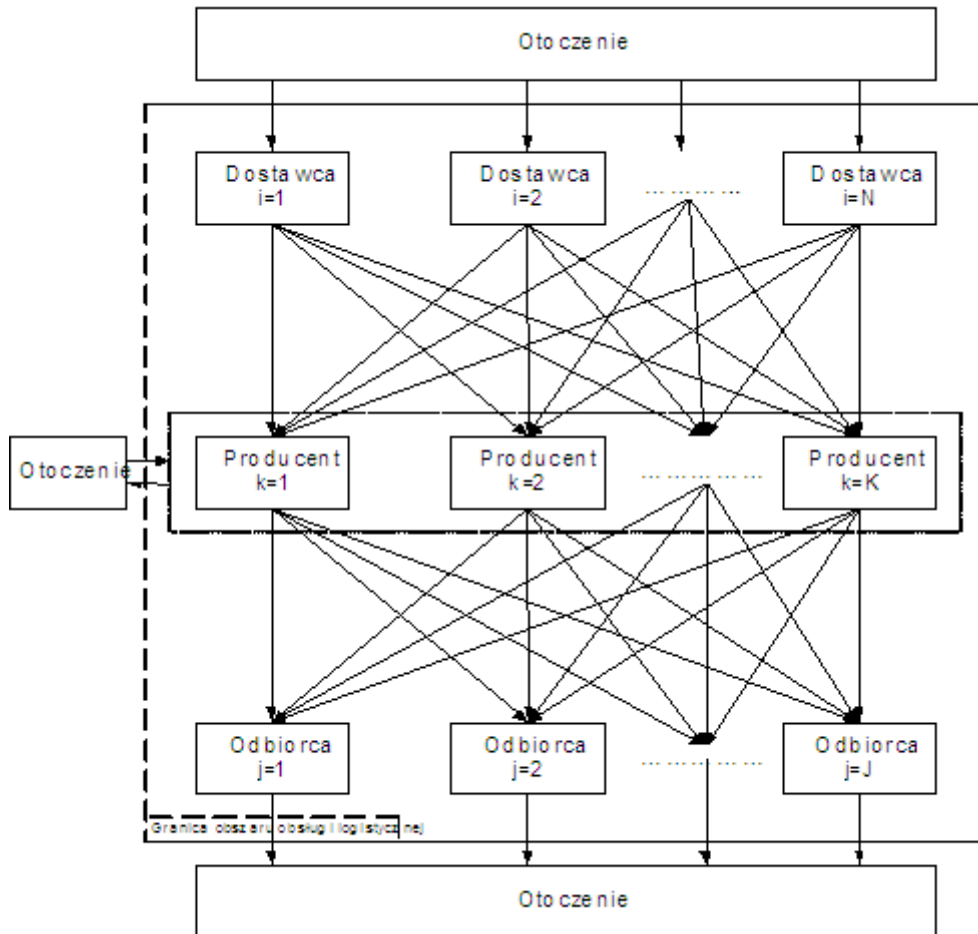 Otoczenie
Dostawca
i=1
Dostawca
i=2
.. ... ... ...
Dostawca
i=N
Otoczenie
Producent
k=1
Producent
k=2
... ... ... ... ...
Producent
k=K
Odbiorca
j=1
Odbiorca
j=2
... ... ... ... ...
Odbiorca
j=J
Granica obszaru obsługi logistycznej
Otoczenie